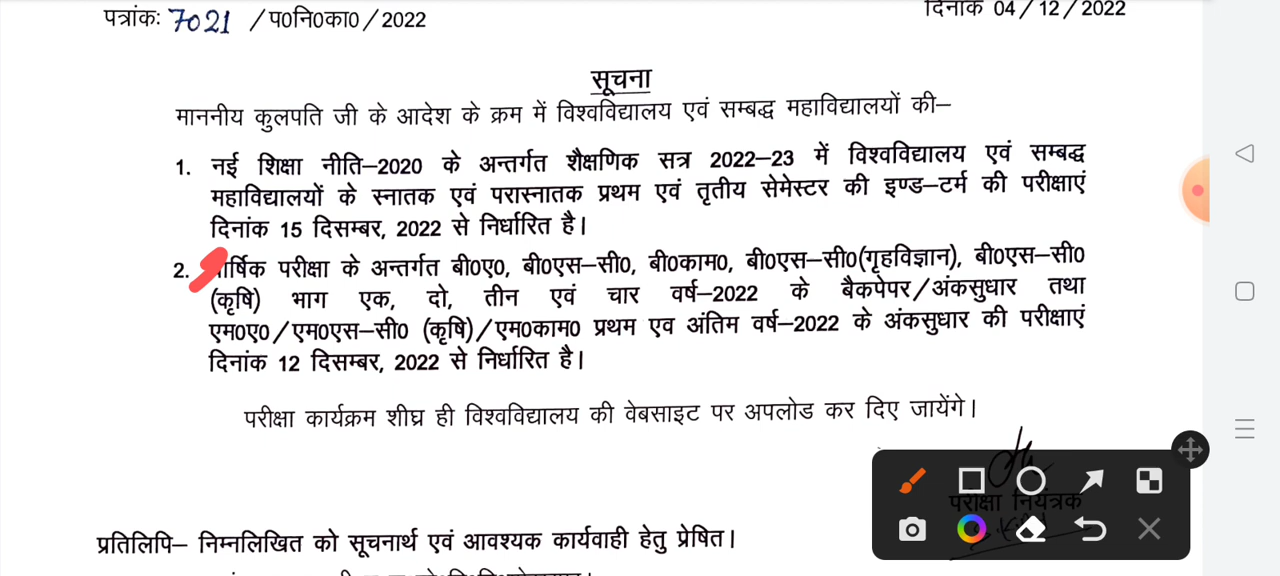 पत्रांक: 7021 /प0नि0का0/2022
दिनांक 04/12/2022
सूचना
माननीय कुलपति जी के आदेश के क्रम में विश्वविद्यालय एवं सम्बद्ध महाविद्यालयों की–
1. नई शिक्षा नीति–2020 के अन्तर्गत शैक्षणिक सत्र 2022–23 में विश्वविद्यालय एवं सम्बद्ध
महाविद्यालयों के स्नातक एवं परास्नातक प्रथम एवं तृतीय सेमेस्टर की इण्ड–टर्म की परीक्षाएं
दिनांक 15 दिसम्बर, 2022 से निर्धारित है।
2. वार्षिक परीक्षा के अन्तर्गत बी0ए0, बी0एस–सी0, बी0काम0, बी0एस–सी0(गृहविज्ञान), बी0एस–सी0
(कृषि) भाग एक, दो, तीन एवं चार वर्ष–2022 के बैकपेपर/अंकसुधार तथा
एम0ए0/एम0एस–सी0 (कृषि)/एम0काम0 प्रथम एव अंतिम वर्ष–2022 के अंकसुधार की परीक्षाएं
दिनांक 12 दिसम्बर, 2022 से निर्धारित है।
परीक्षा कार्यक्रम शीघ्र ही विश्वविद्यालय की वेबसाइट पर अपलोड कर दिए जायेंगे।
परीक्षा नियंत्रक
प्रतिलिपि– निम्नलिखित को सूचनार्थ एवं आवश्यक कार्यवाही हेतु प्रेषित।